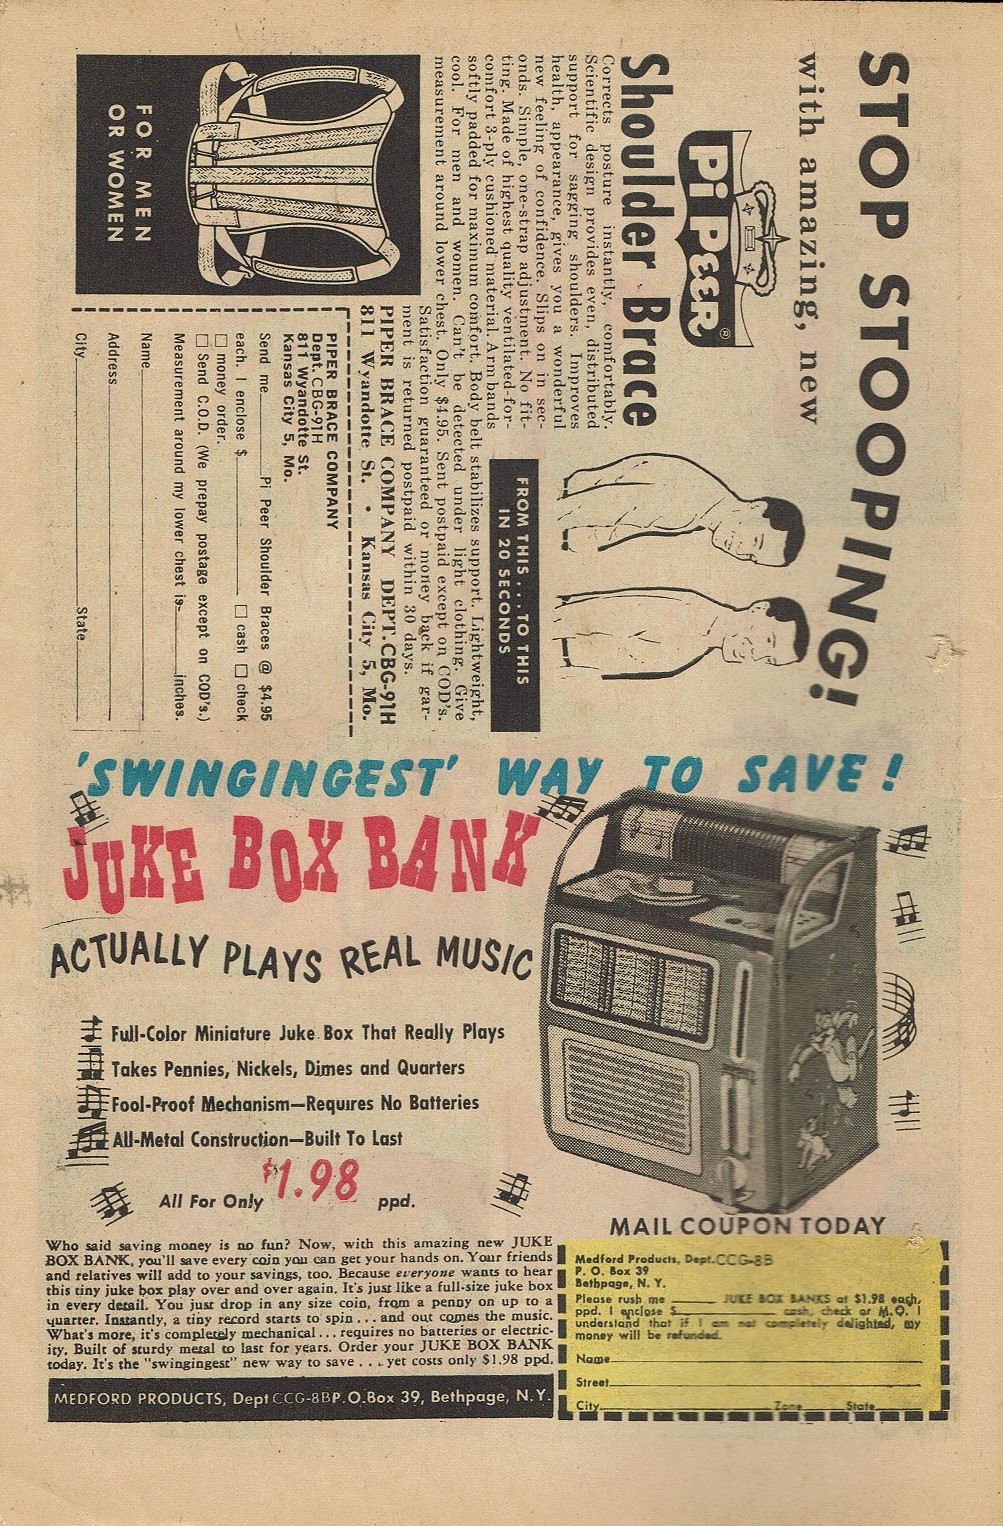 STOP STOOPING!
with amazing, new
Pi PEER®
Shoulder Brace
Corrects posture instantly, comfortably.
Scientific design provides even, distributed
support for sagging shoulders. Improves
health, appearance, gives you a wonderful
new feeling of confidence. Slips on in sec-
onds. Simple, one-strap adjustment. No fit-
ting. Made of highest quality ventilated-for-
comfort 3-ply cushioned material. Arm bands
softly padded for maximum comfort. Body belt stabilizes support. Lightweight,
cool. For men and women. Can't be detected under light clothing. Give
measurement around lower chest. Only $4.95. Sent postpaid except on COD's.
Satisfaction guaranteed or money back if gar-
ment is returned postpaid within 30 days.
PIPER BRACE COMPANY DEPT.CBG-91H
811 Wyandotte St. • Kansas City 5, Mo.
FROM THIS...TO THIS
IN 20 SECONDS
FOR MEN
OR WOMEN
PIPER BRACE COMPANY
Dept.CBG-91H
811 Wyandotte St.
Kansas City 5, Mo.
Send me Pi Peer Shoulder Braces @ $4.95
each. I enclose $ □ cash □ check
□ money order.
□ Send C.O.D. (We prepay postage except on COD's.)
Measurement around my lower chest is inches.
Name
Address
City State
'SWINGINGEST' WAY TO SAVE!
JUKE BOX BANK
ACTUALLY PLAYS REAL MUSIC
Full-Color Miniature Juke Box That Really Plays
Takes Pennies, Nickels, Dimes and Quarters
Fool-Proof Mechanism—Requires No Batteries
All-Metal Construction—Built To Last
All For Only $1.98 ppd.
Who said saving money is no fun? Now, with this amazing new JUKE
BOX BANK, you'll save every coin you can get your hands on. Your friends
and relatives will add to your savings, too. Because everyone wants to hear
this tiny juke box play over and over again. It's just like a full-size juke box
in every detail. You just drop in any size coin, from a penny on up to a
quarter. Instantly, a tiny record starts to spin...and out comes the music.
What's more, it's completely mechanical...requires no batteries or electric-
ity. Built of sturdy metal to last for years. Order your JUKE BOX BANK
today. It's the "swingingest" new way to save...yet costs only $1.98 ppd.
MEDFORD PRODUCTS, Dept CCG-8BP.O.Box 39, Bethpage, N.Y.
MAIL COUPON TODAY
Medford Products, Dept.CCG-8B
P. O. Box 39
Bethpage, N. Y.
Please rush me JUKE BOX BANKS at $1.98 each,
ppd. I enclose $ cash, check or M.O. I
understand that if I am not completely delighted, my
money will be refunded.
Name
Street
City Zone State